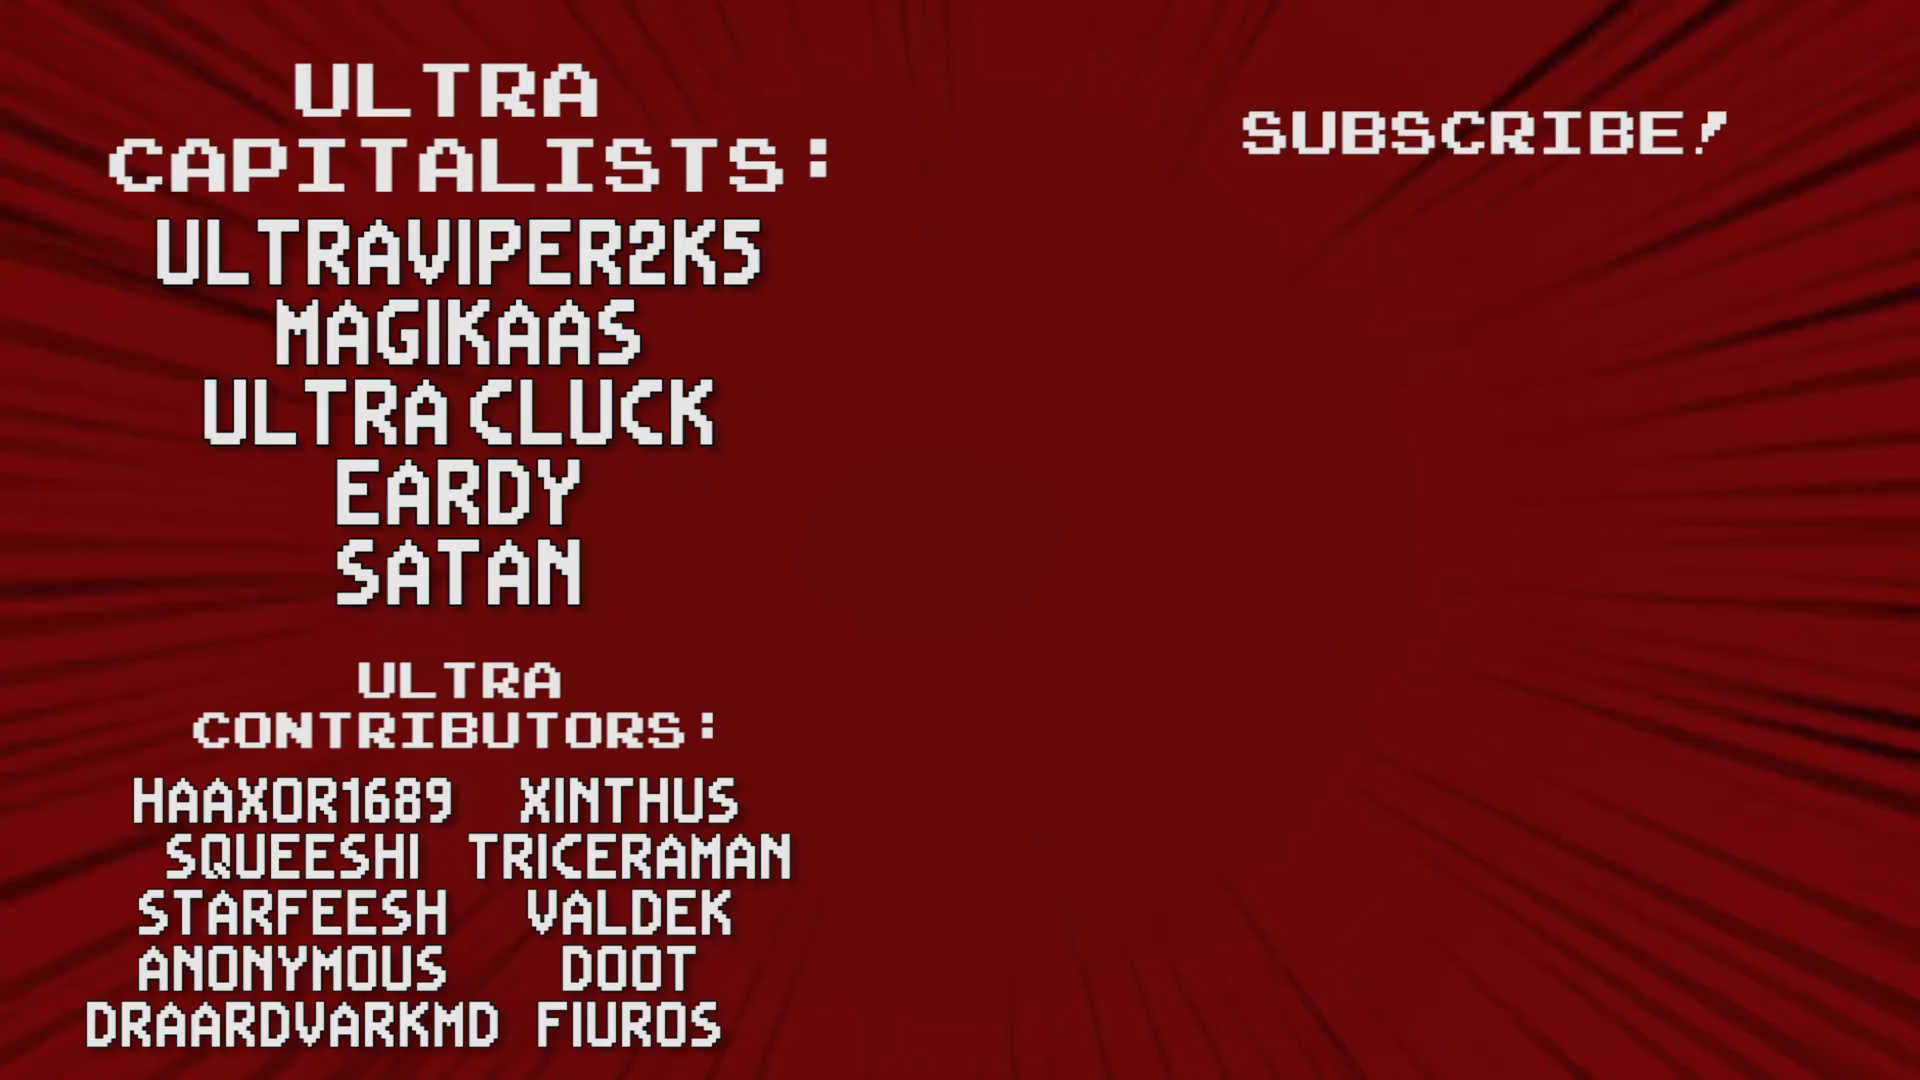 ULTRA
CAPITALISTS:
ULTRAVIPER2K5
MAGIKAAS
ULTRA CLUCK
EARDY
SATAN
ULTRA
CONTRIBUTORS:
HAAXOR1689 XINTHUS
SQUEESHI TRICERAMAN
STARFEESH VALDEK
ANONYMOUS DOOT
DRAARDVARKMD FIUROS
SUBSCRIBE!